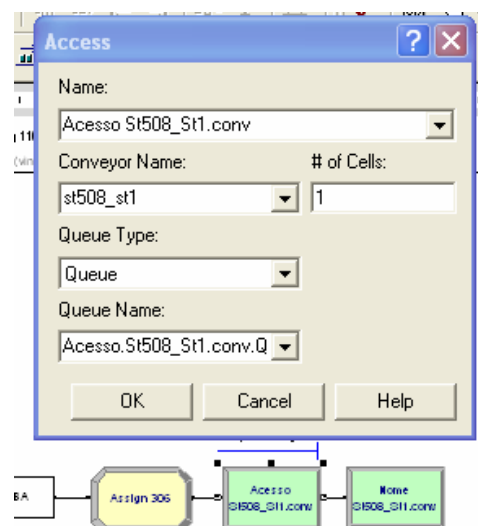 Access
Name:
Acesso St508_St1.conv
Conveyor Name:
# of Cells:
st508_st1
1
Queue Type:
Queue
Queue Name:
Acesso.St508_St1.conv.Q
OK
Cancel
Help
Assign 306
Acesso
St508_St1.conv
Nome
St508_St1.conv